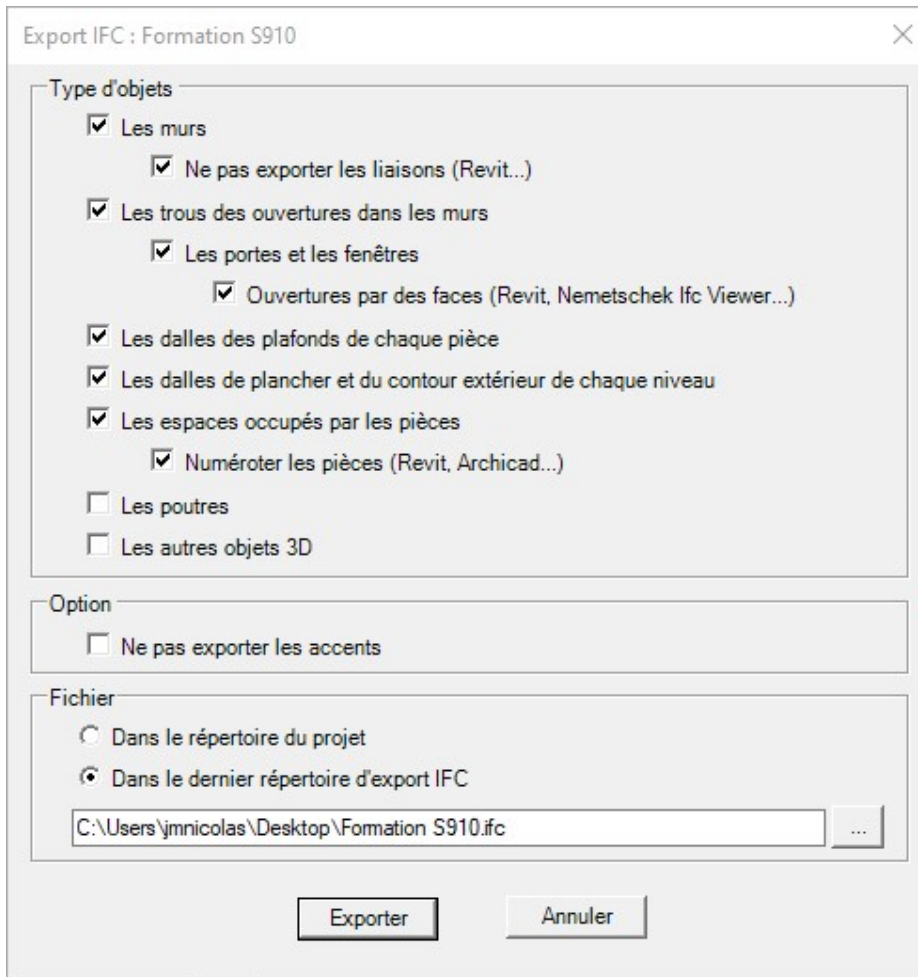 Export IFC : Formation S910
Type d'objets
Les murs
Ne pas exporter les liaisons (Revit...)
Les trous des ouvertures dans les murs
Les portes et les fenêtres
Ouvertures par des faces (Revit, Nemetschek Ifc Viewer...)
Les dalles des plafonds de chaque pièce
Les dalles de plancher et du contour extérieur de chaque niveau
Les espaces occupés par les pièces
Numéroter les pièces (Revit, Archicad...)
Les poutres
Les autres objets 3D
Option
Ne pas exporter les accents
Fichier
Dans le répertoire du projet
Dans le dernier répertoire d'export IFC
C:\Users\jmnicolas\Desktop\Formation S910.ifc ...
Exporter Annuler